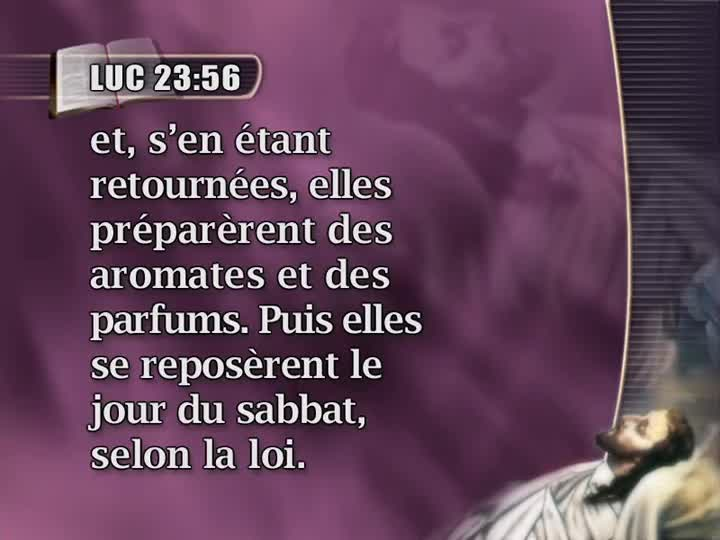 LUC 23:56
et, s’en étant
retournées, elles
préparèrent des
aromates et des
parfums. Puis elles
se reposèrent le
jour du sabbat,
selon la loi.